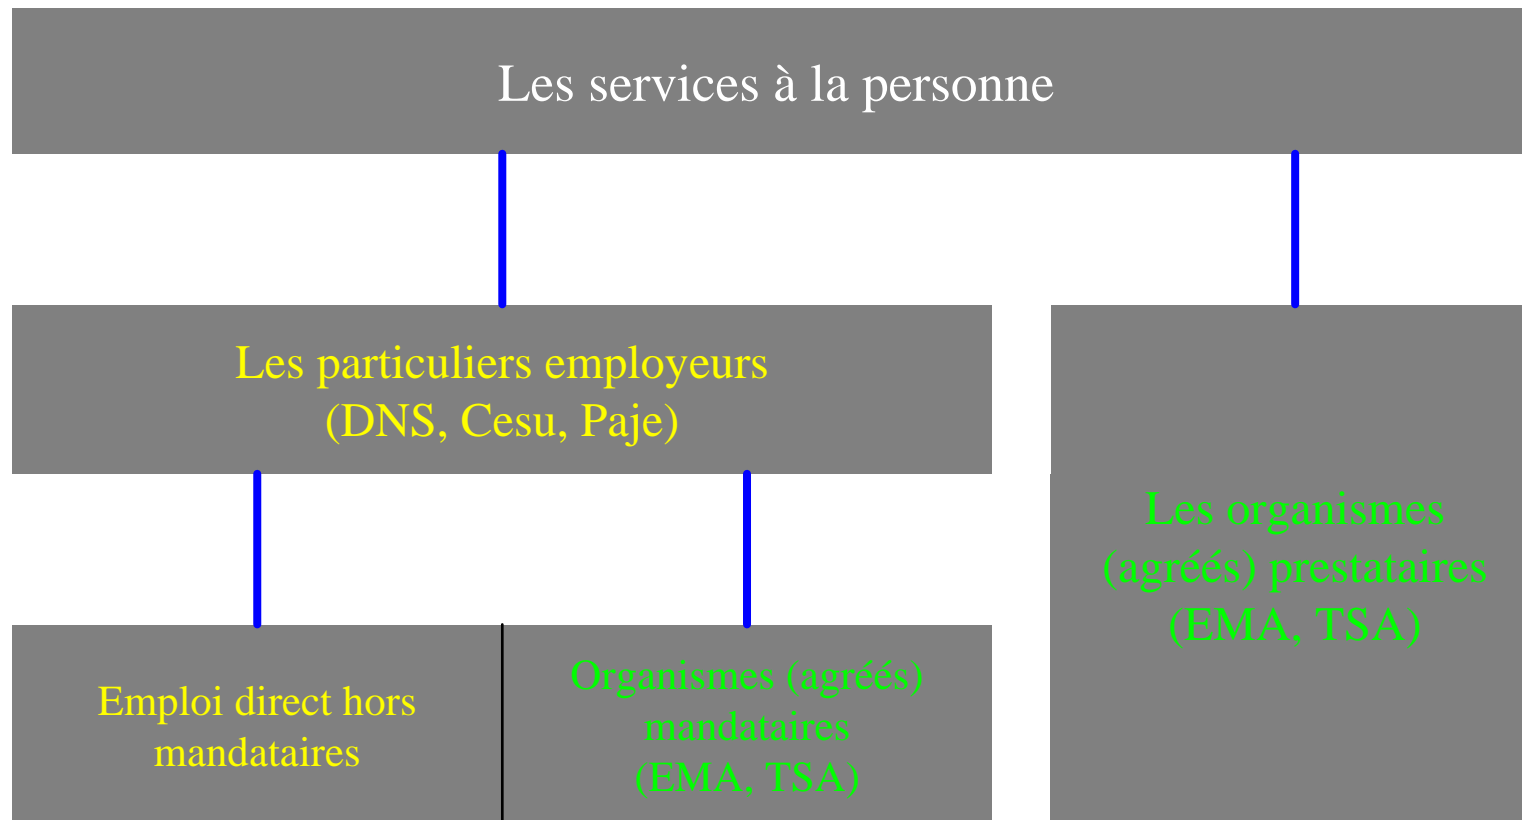 Les services à la personne
Les particuliers employeurs
(DNS, Cesu, Paje)
Les organismes
(agréés) prestataires
(EMA, TSA)
Emploi direct hors
mandataires
Organismes (agréés)
mandataires
(EMA, TSA)